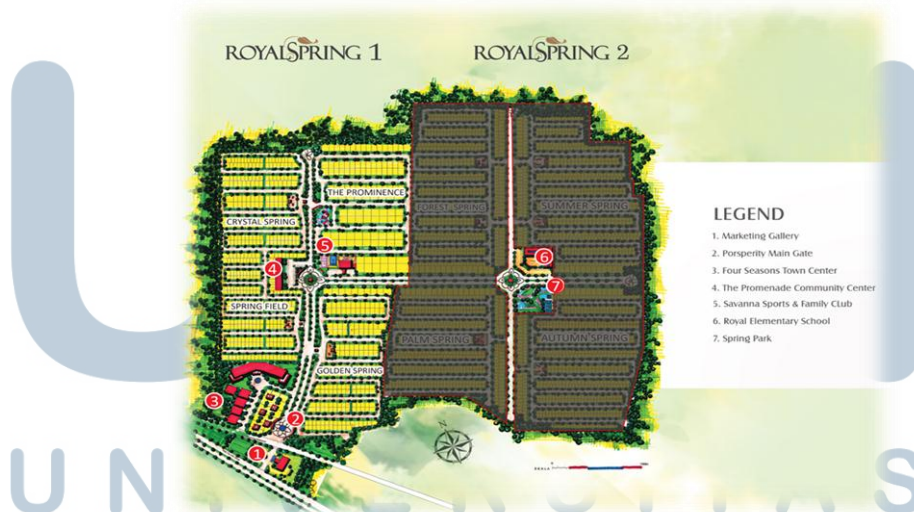 ROYALSPRING 1
ROYALSPRING 2
THE PROMINENCE
CRYSTAL SPRING
FOREST SPRING
SUMMER SPRING
5
6
4
7
SPRING FIELD
PALM SPRING
AUTUMN SPRING
GOLDEN SPRING
3
2
1
SKALA
LEGEND
1. Marketing Gallery
2. Porsperity Main Gate
3. Four Seasons Town Center
4. The Promenade Community Center
5. Savanna Sports & Family CLub
6. Royal Elementary School
7. Spring Park